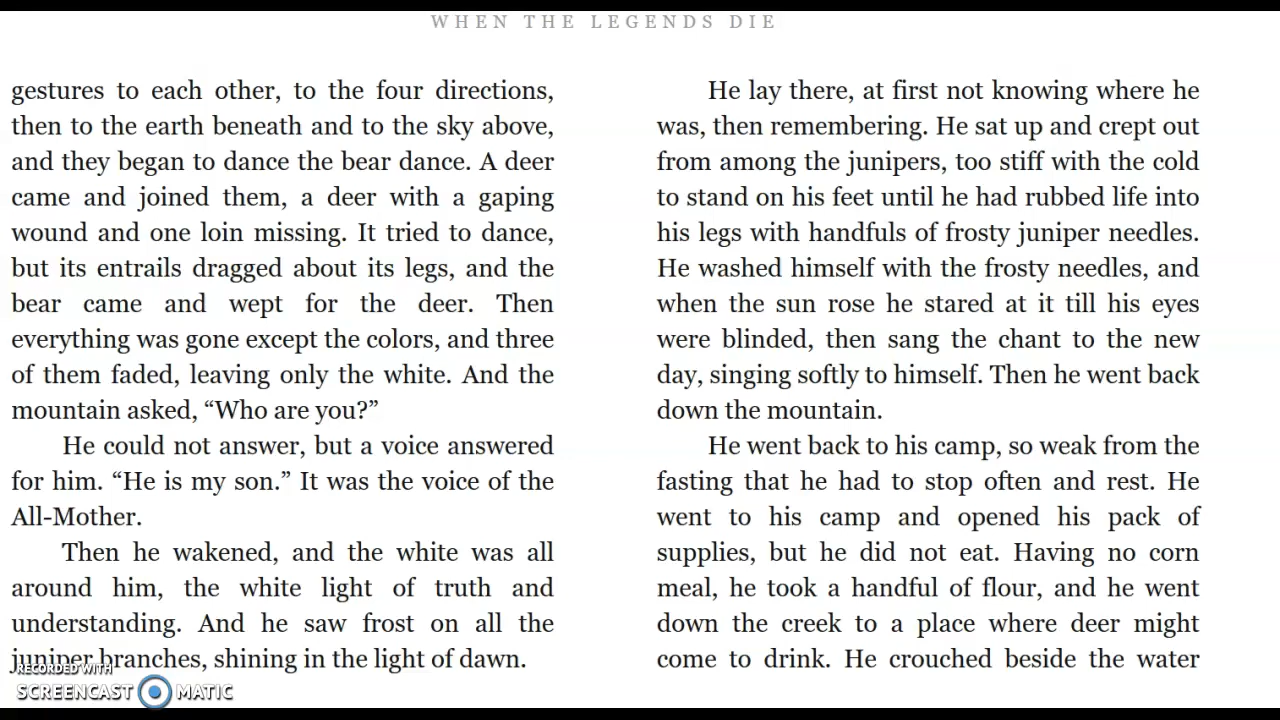 WHEN THE LEGENDS DIE
gestures to each other, to the four directions,
then to the earth beneath and to the sky above,
and they began to dance the bear dance. A deer
came and joined them, a deer with a gaping
wound and one loin missing. It tried to dance,
but its entrails dragged about its legs, and the
bear came and wept for the deer. Then
everything was gone except the colors, and three
of them faded, leaving only the white. And the
mountain asked, “Who are you?”
He could not answer, but a voice answered
for him. “He is my son.” It was the voice of the
All-Mother.
Then he wakened, and the white was all
around him, the white light of truth and
understanding. And he saw frost on all the
juniper branches, shining in the light of dawn.
He lay there, at first not knowing where he
was, then remembering. He sat up and crept out
from among the junipers, too stiff with the cold
to stand on his feet until he had rubbed life into
his legs with handfuls of frosty juniper needles.
He washed himself with the frosty needles, and
when the sun rose he stared at it till his eyes
were blinded, then sang the chant to the new
day, singing softly to himself. Then he went back
down the mountain.
He went back to his camp, so weak from the
fasting that he had to stop often and rest. He
went to his camp and opened his pack of
supplies, but he did not eat. Having no corn
meal, he took a handful of flour, and he went
down the creek to a place where deer might
come to drink. He crouched beside the water
RECORDED WITH
SCREENCAST MATIC